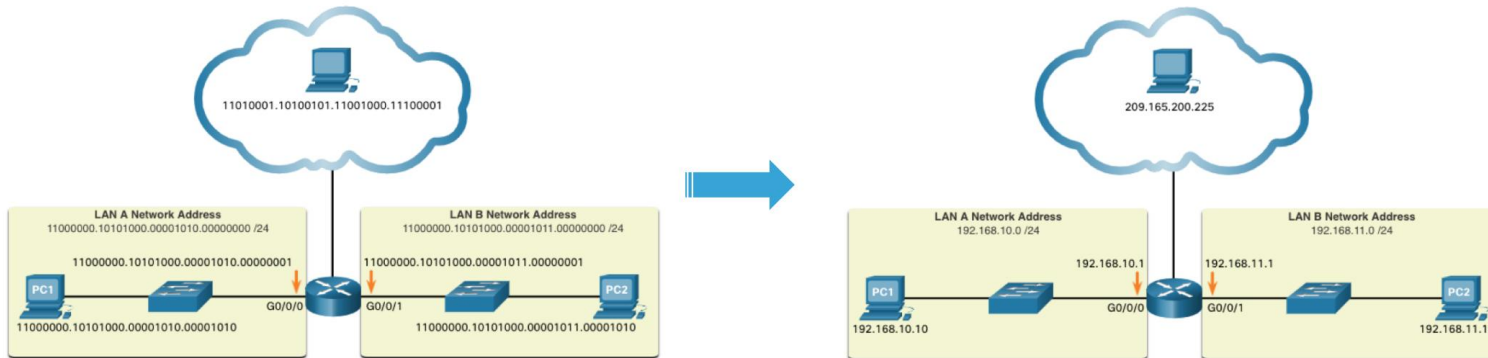 11010001.10100101.11001000.11100001
LAN A Network Address
11000000.10101000.00001010.00000000 /24
11000000.10101000.00001010.00000001
PC1
G0/0/0
11000000.10101000.00001010.00001010
LAN B Network Address
11000000.10101000.00001011.00000000 /24
11000000.10101000.00001011.00000001
PC2
G0/0/1
11000000.10101000.00001011.00001010
209.165.200.225
LAN A Network Address
192.168.10.0 /24
192.168.10.1
PC1
G0/0/0
192.168.10.10
LAN B Network Address
192.168.11.0 /24
192.168.11.1
PC2
G0/0/1
192.168.11.1